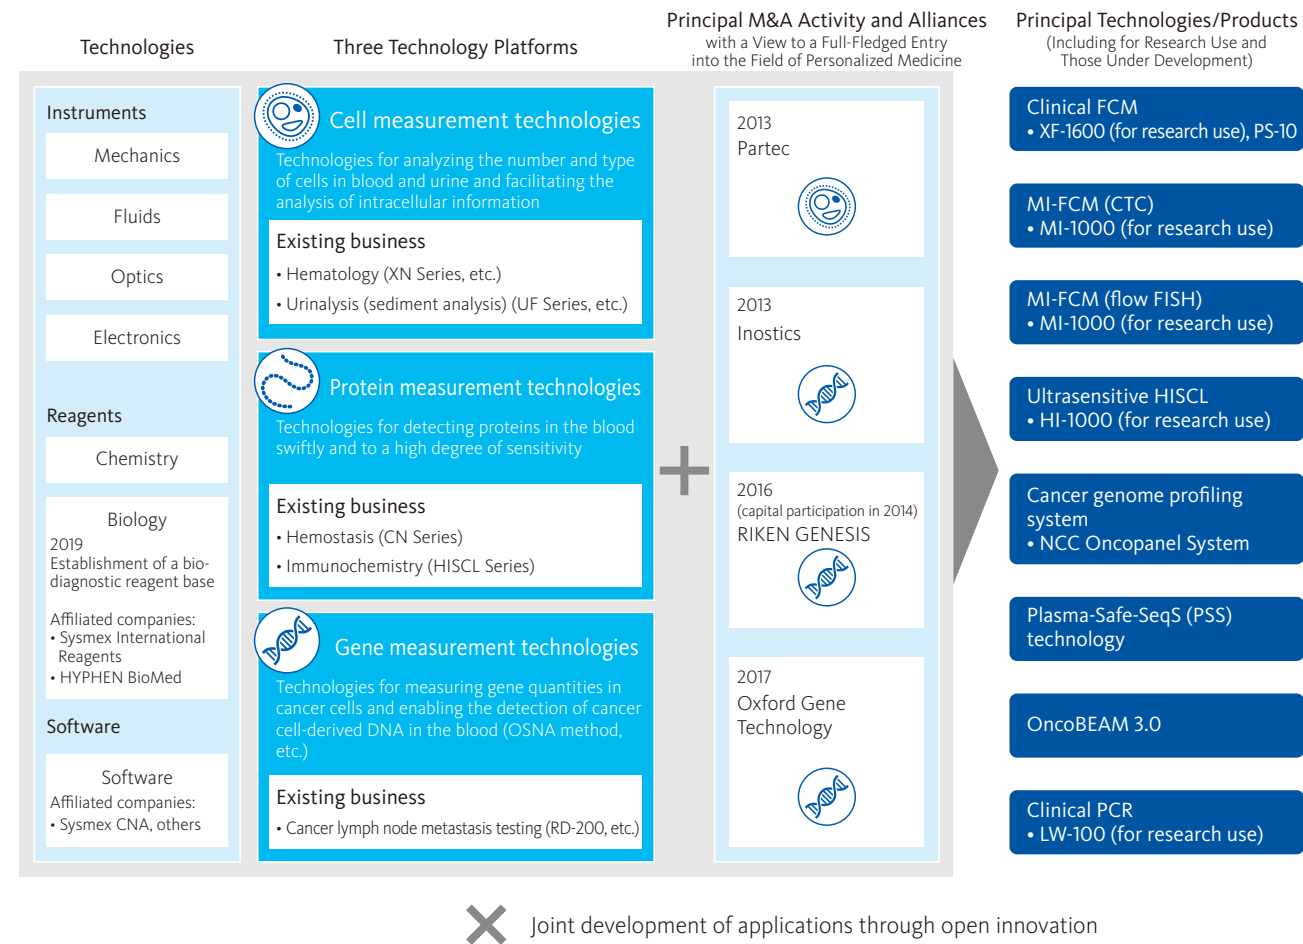 Technologies
Three Technology Platforms
Principal M&A Activity and Alliances
with a View to a Full-Fledged Entry
into the Field of Personalized Medicine
Principal Technologies/Products
(Including for Research Use and
Those Under Development)
Instruments
Mechanics
Fluids
Optics
Electronics
Reagents
Chemistry
Biology
2019
Establishment of a bio-
diagnostic reagent base
Affiliated companies:
• Sysmex International
Reagents
• HYPHEN BioMed
Software
Software
Affiliated companies:
• Sysmex CNA, others
Cell measurement technologies
Technologies for analyzing the number and type
of cells in blood and urine and facilitating the
analysis of intracellular information
Existing business
• Hematology (XN Series, etc.)
• Urinalysis (sediment analysis) (UF Series, etc.)
Protein measurement technologies
Technologies for detecting proteins in the blood
swiftly and to a high degree of sensitivity
Existing business
• Hemostasis (CN Series)
• Immunochemistry (HISCL Series)
Gene measurement technologies
Technologies for measuring gene quantities in
cancer cells and enabling the detection of cancer
cell-derived DNA in the blood (OSNA method,
etc.)
Existing business
• Cancer lymph node metastasis testing (RD-200, etc.)
2013
Partec
2013
Inostics
2016
(capital participation in 2014)
RIKEN GENESIS
2017
Oxford Gene
Technology
Clinical FCM
• XF-1600 (for research use), PS-10
MI-FCM (CTC)
• MI-1000 (for research use)
MI-FCM (flow FISH)
• MI-1000 (for research use)
Ultrasensitive HISCL
• HI-1000 (for research use)
Cancer genome profiling
system
• NCC Oncopanel System
Plasma-Safe-SeqS (PSS)
technology
OncoBEAM 3.0
Clinical PCR
• LW-100 (for research use)
Joint development of applications through open innovation